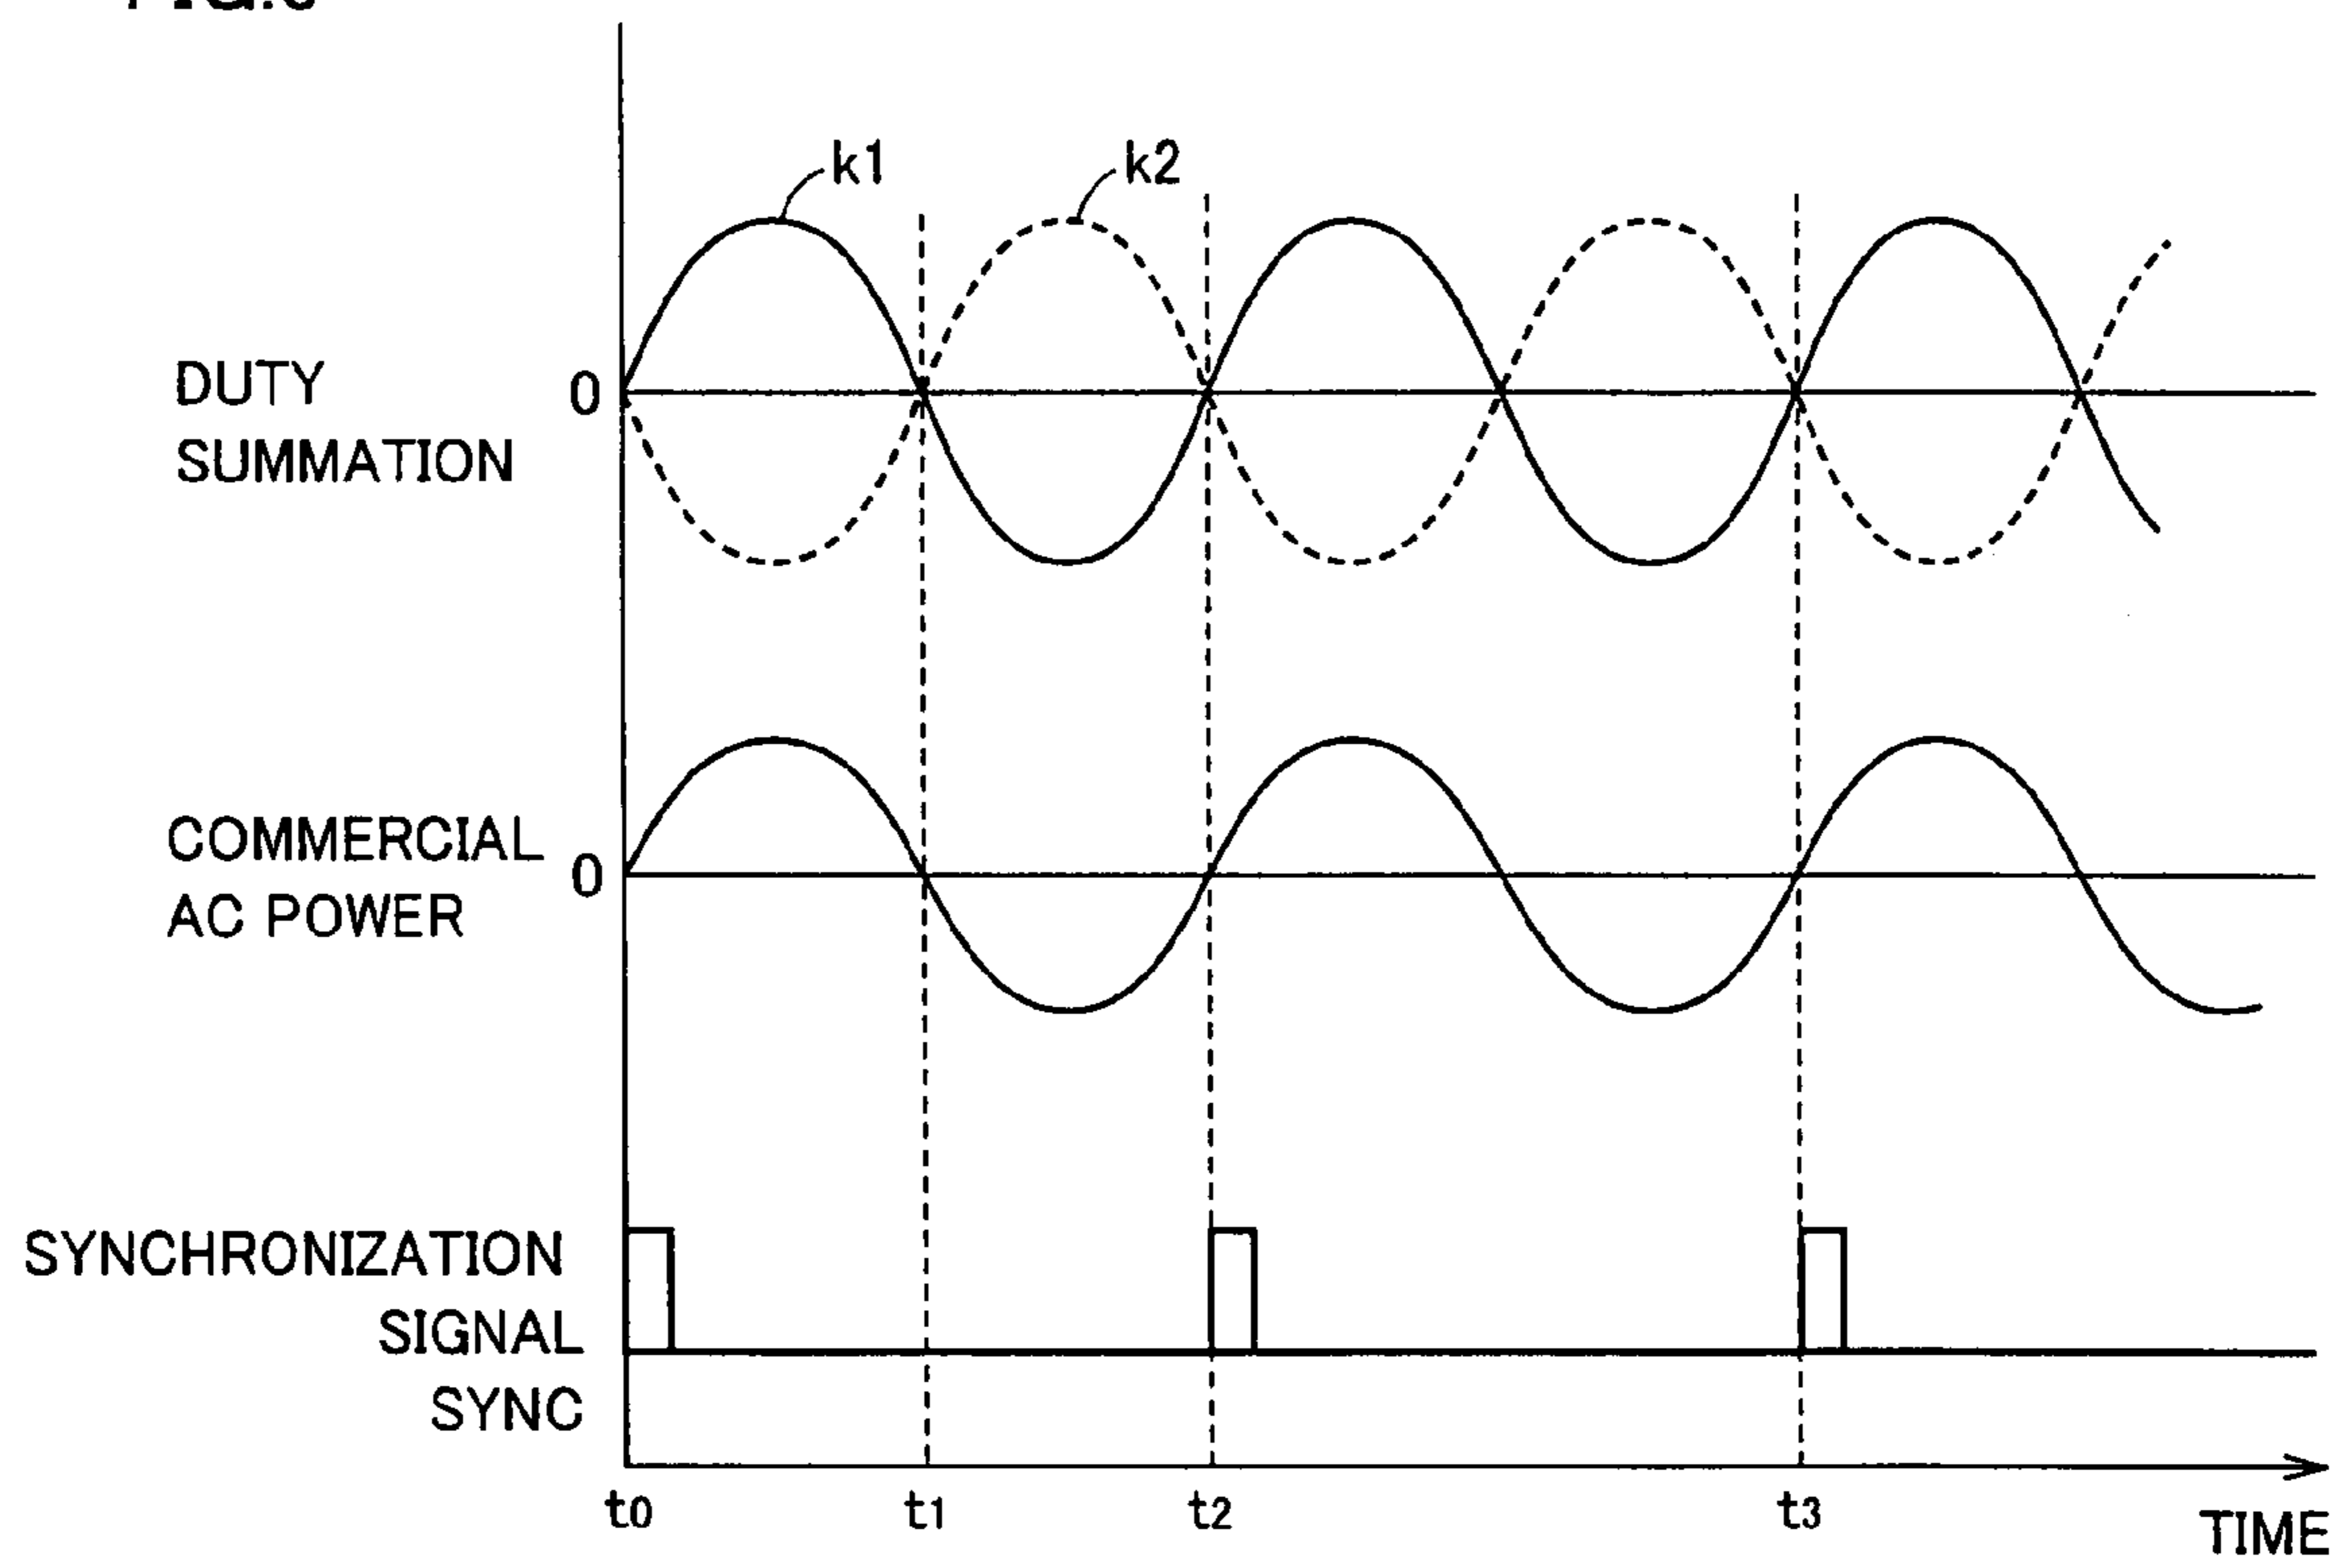 k1
k2
DUTY
SUMMATION
0
COMMERCIAL
AC POWER
0
SYNCHRONIZATION
SIGNAL
SYNC
t0
t1
t2
t3
TIME